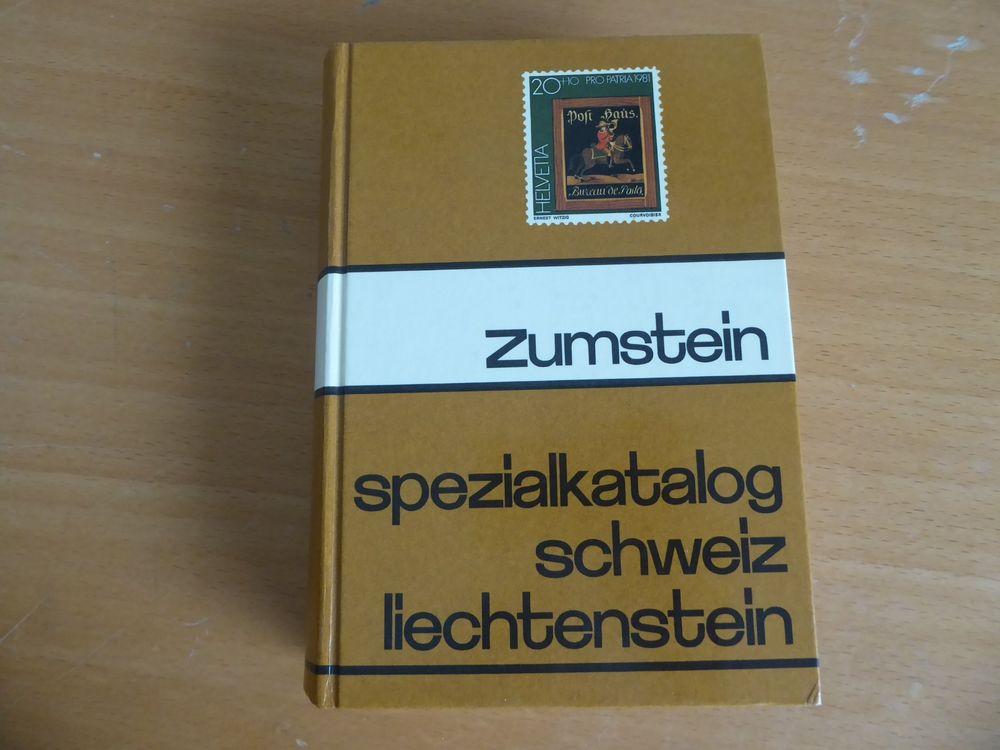 20+10 PRO PATRIA 1981
HELVETIA
Post Haus.
Bureau de Poste
ERNEST WITZIG COURVOISIER
zumstein
spezialkatalog
schweiz
liechtenstein